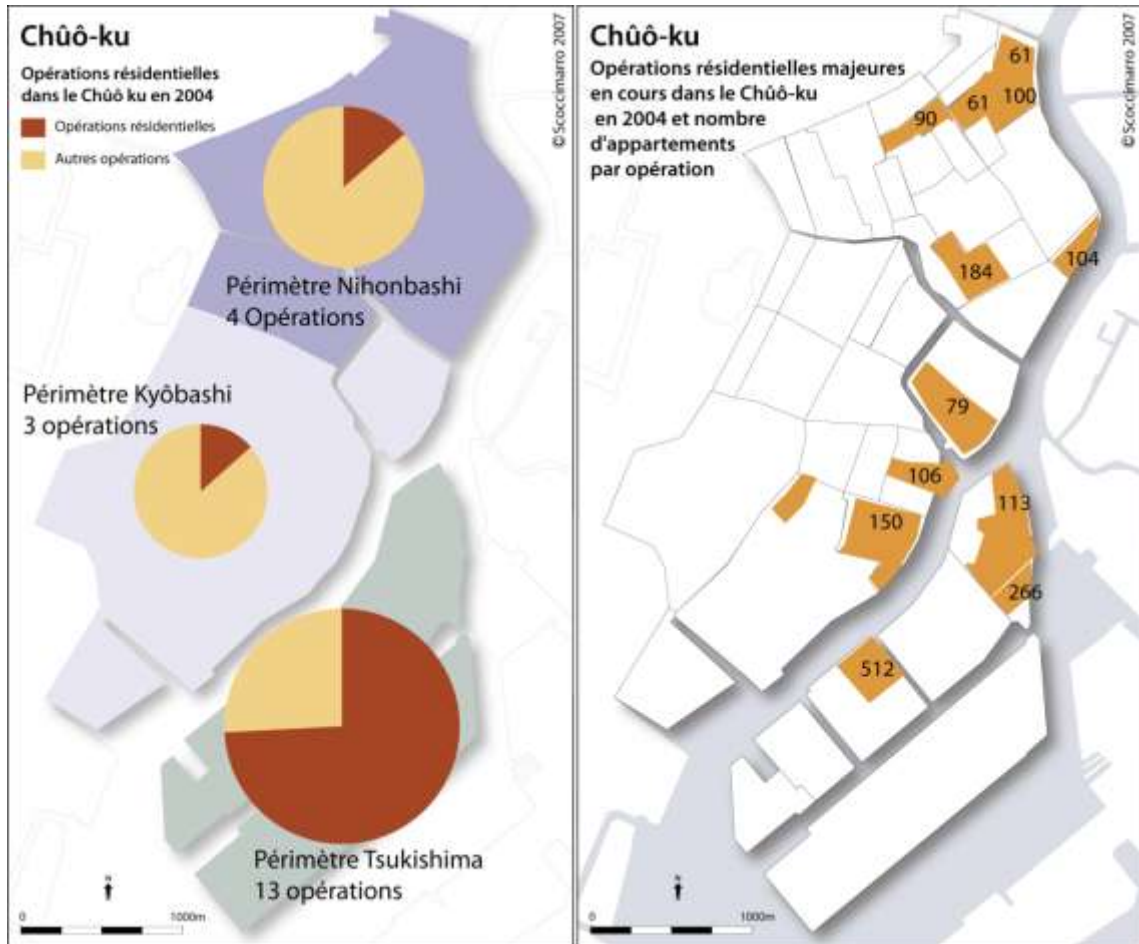 Chûô-ku
Opérations résidentielles
dans le Chûô ku en 2004
Opérations résidentielles
Autres opérations
©Scoccimarro 2007
Périmètre Nihonbashi
4 Opérations
Périmètre Kyôbashi
3 opérations
Périmètre Tsukishima
13 opérations
N
0
1000m
Chûô-ku
Opérations résidentielles majeures
en cours dans le Chûô-ku
en 2004 et nombre
d'appartements
par opération
©Scoccimarro 2007
61
90
61
100
184
104
79
106
113
150
266
512
N
0
1000m